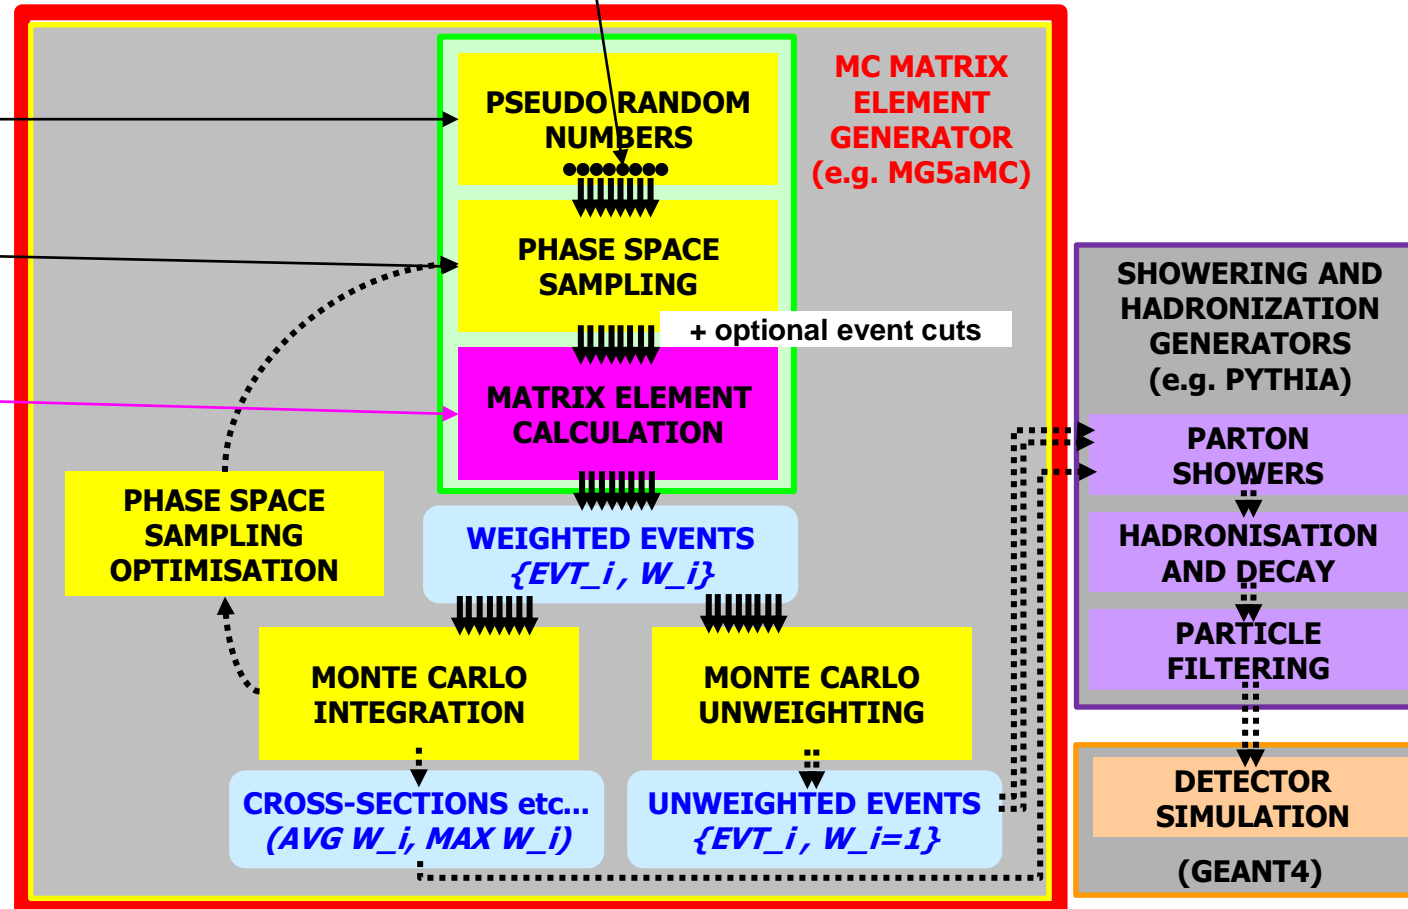 PSEUDO RANDOM
NUMBERS
MC MATRIX
ELEMENT
GENERATOR
(e.g. MG5aMC)
PHASE SPACE
SAMPLING
+ optional event cuts
MATRIX ELEMENT
CALCULATION
PHASE SPACE
SAMPLING
OPTIMISATION
WEIGHTED EVENTS
{EVT_i , W_i}
MONTE CARLO
INTEGRATION
MONTE CARLO
UNWEIGHTING
CROSS-SECTIONS etc...
(AVG W_i, MAX W_i)
UNWEIGHTED EVENTS
{EVT_i , W_i=1}
SHOWERING AND
HADRONIZATION
GENERATORS
(e.g. PYTHIA)
PARTON
SHOWERS
HADRONISATION
AND DECAY
PARTICLE
FILTERING
DETECTOR
SIMULATION
(GEANT4)